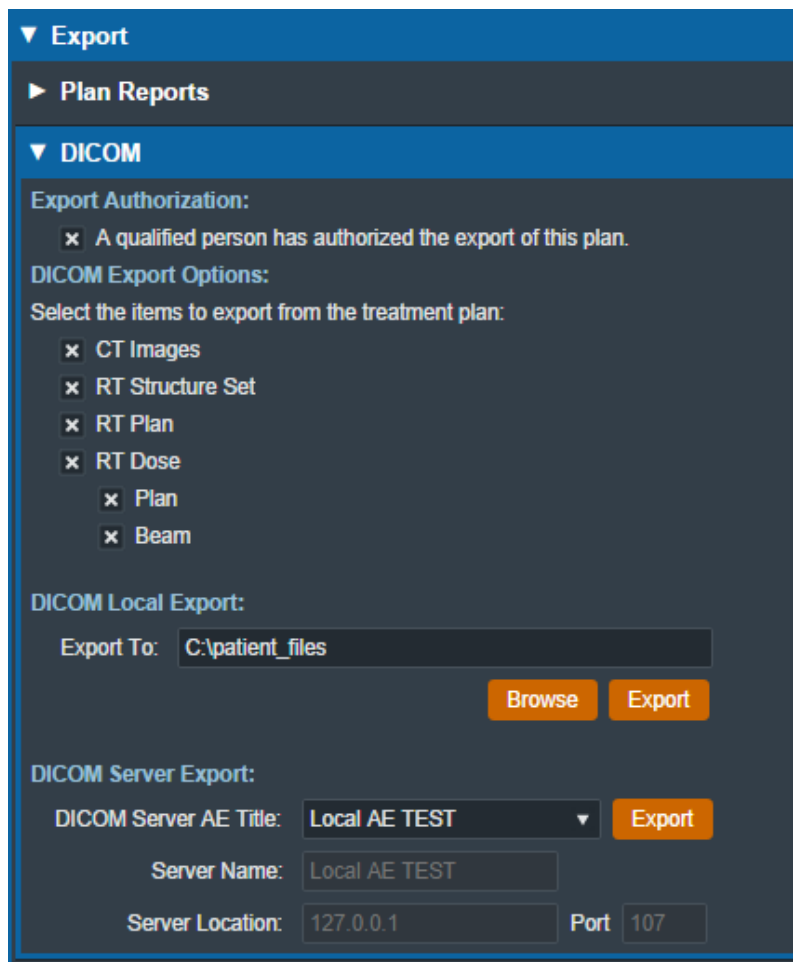 Export
Plan Reports
DICOM
Export Authorization:
A qualified person has authorized the export of this plan.
DICOM Export Options:
Select the items to export from the treatment plan:
CT Images
RT Structure Set
RT Plan
RT Dose
Plan
Beam
DICOM Local Export:
Export To: C:\patient_files
Browse Export
DICOM Server Export:
DICOM Server AE Title: Local AE TEST Export
Server Name: Local AE TEST
Server Location: 127.0.0.1 Port 107